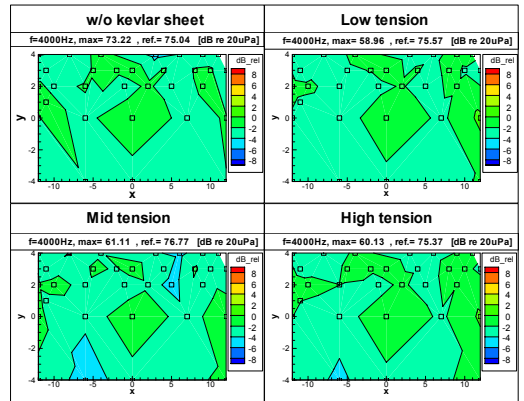 w/o kevlar sheet
f=4000Hz, max= 73.22 , ref.= 75.04 [dB re 20uPa]
dB_rel
8
6
4
2
0
-2
-4
-6
-8
y
4
2
0
-2
-4
-10 -5 0 5 10
x
Low tension
f=4000Hz, max= 58.96 , ref.= 75.57 [dB re 20uPa]
dB_rel
8
6
4
2
0
-2
-4
-6
-8
y
4
2
0
-2
-4
-10 -5 0 5 10
x
Mid tension
f=4000Hz, max= 61.11 , ref.= 76.77 [dB re 20uPa]
dB_rel
8
6
4
2
0
-2
-4
-6
-8
y
4
2
0
-2
-4
-10 -5 0 5 10
x
High tension
f=4000Hz, max= 60.13 , ref.= 75.37 [dB re 20uPa]
dB_rel
8
6
4
2
0
-2
-4
-6
-8
y
4
2
0
-2
-4
-10 -5 0 5 10
x